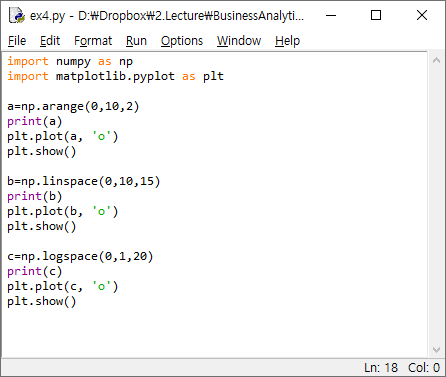 ex4.py - D:₩Dropbox₩2.Lecture₩BusinessAnalyti...
File Edit Format Run Options Window Help
import numpy as np
import matplotlib.pyplot as plt
a=np.arange(0,10,2)
print(a)
plt.plot(a, 'o')
plt.show()
b=np.linspace(0,10,15)
print(b)
plt.plot(b, 'o')
plt.show()
c=np.logspace(0,1,20)
print(c)
plt.plot(c, 'o')
plt.show()
Ln: 18 Col: 0